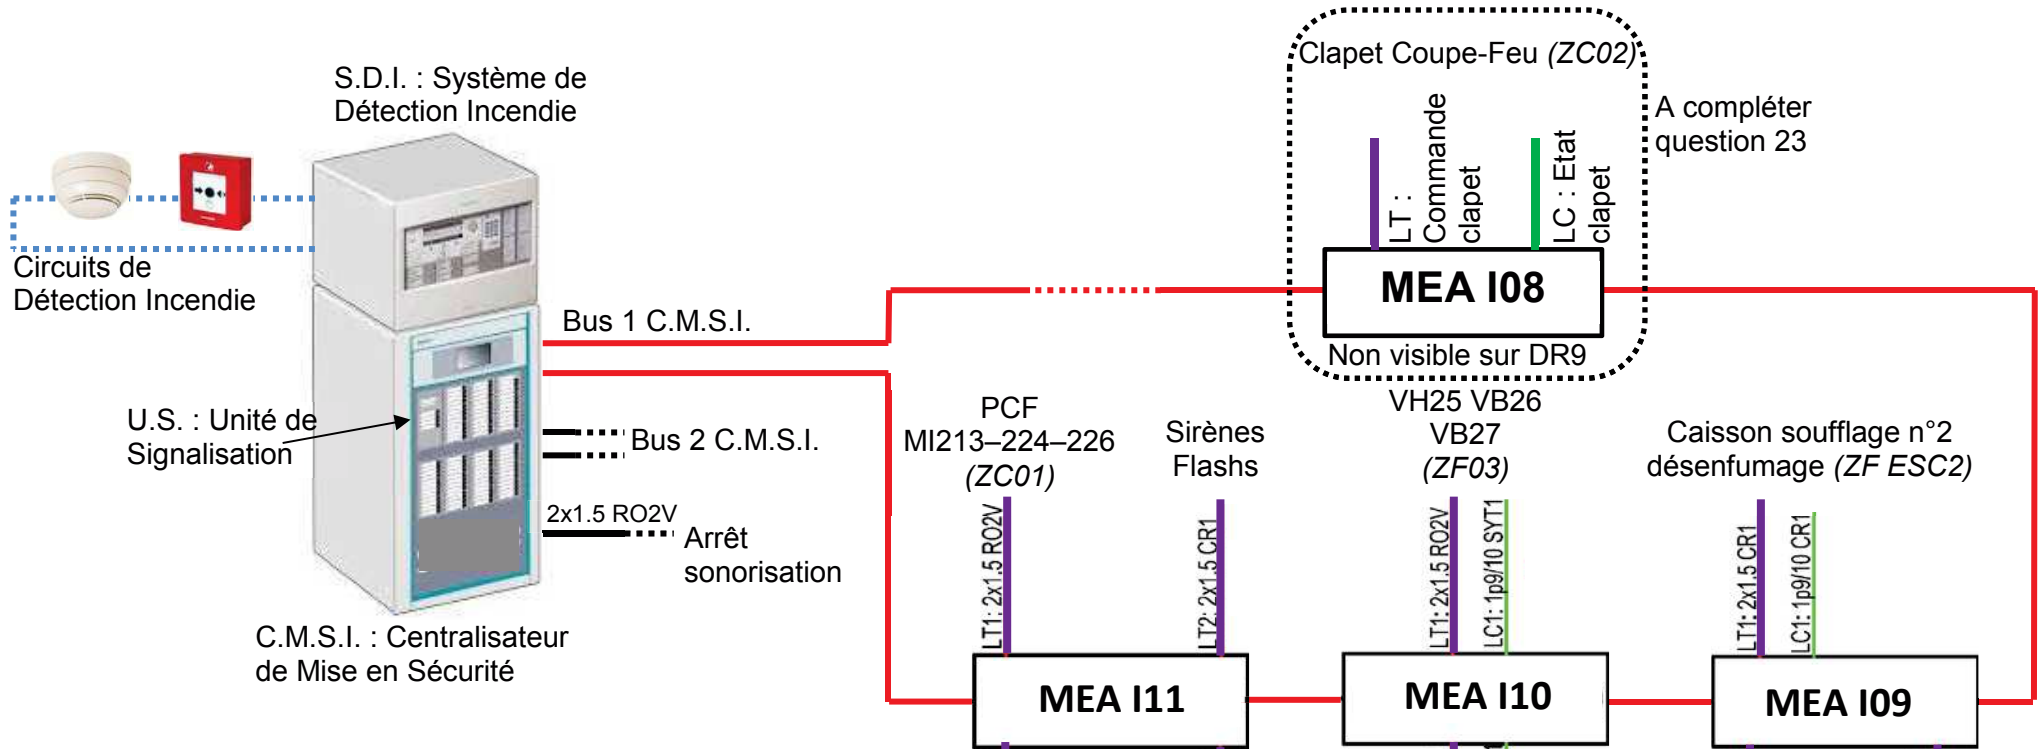 S.D.I. : Système de
Détection Incendie
Circuits de
Détection Incendie
U.S. : Unité de
Signalisation
C.M.S.I. : Centralisateur
de Mise en Sécurité
Bus 1 C.M.S.I.
Bus 2 C.M.S.I.
2x1.5 RO2V
Arrêt
sonorisation
Clapet Coupe-Feu (ZC02)
LT :
Commande
clapet
LC : Etat
clapet
MEA I08
Non visible sur DR9
A compléter
question 23
PCF
MI213–224–226
(ZC01)
LT1: 2x1.5 RO2V
Sirènes
Flashs
LT2: 2x1.5 CR1
MEA I11
VH25 VB26
VB27
(ZF03)
LT1: 2x1.5 RO2V
LC1: 1p9/10 SYT1
MEA I10
Caisson soufflage n°2
désenfumage (ZF ESC2)
LT1: 2x1.5 CR1
LC1: 1p9/10 CR1
MEA I09